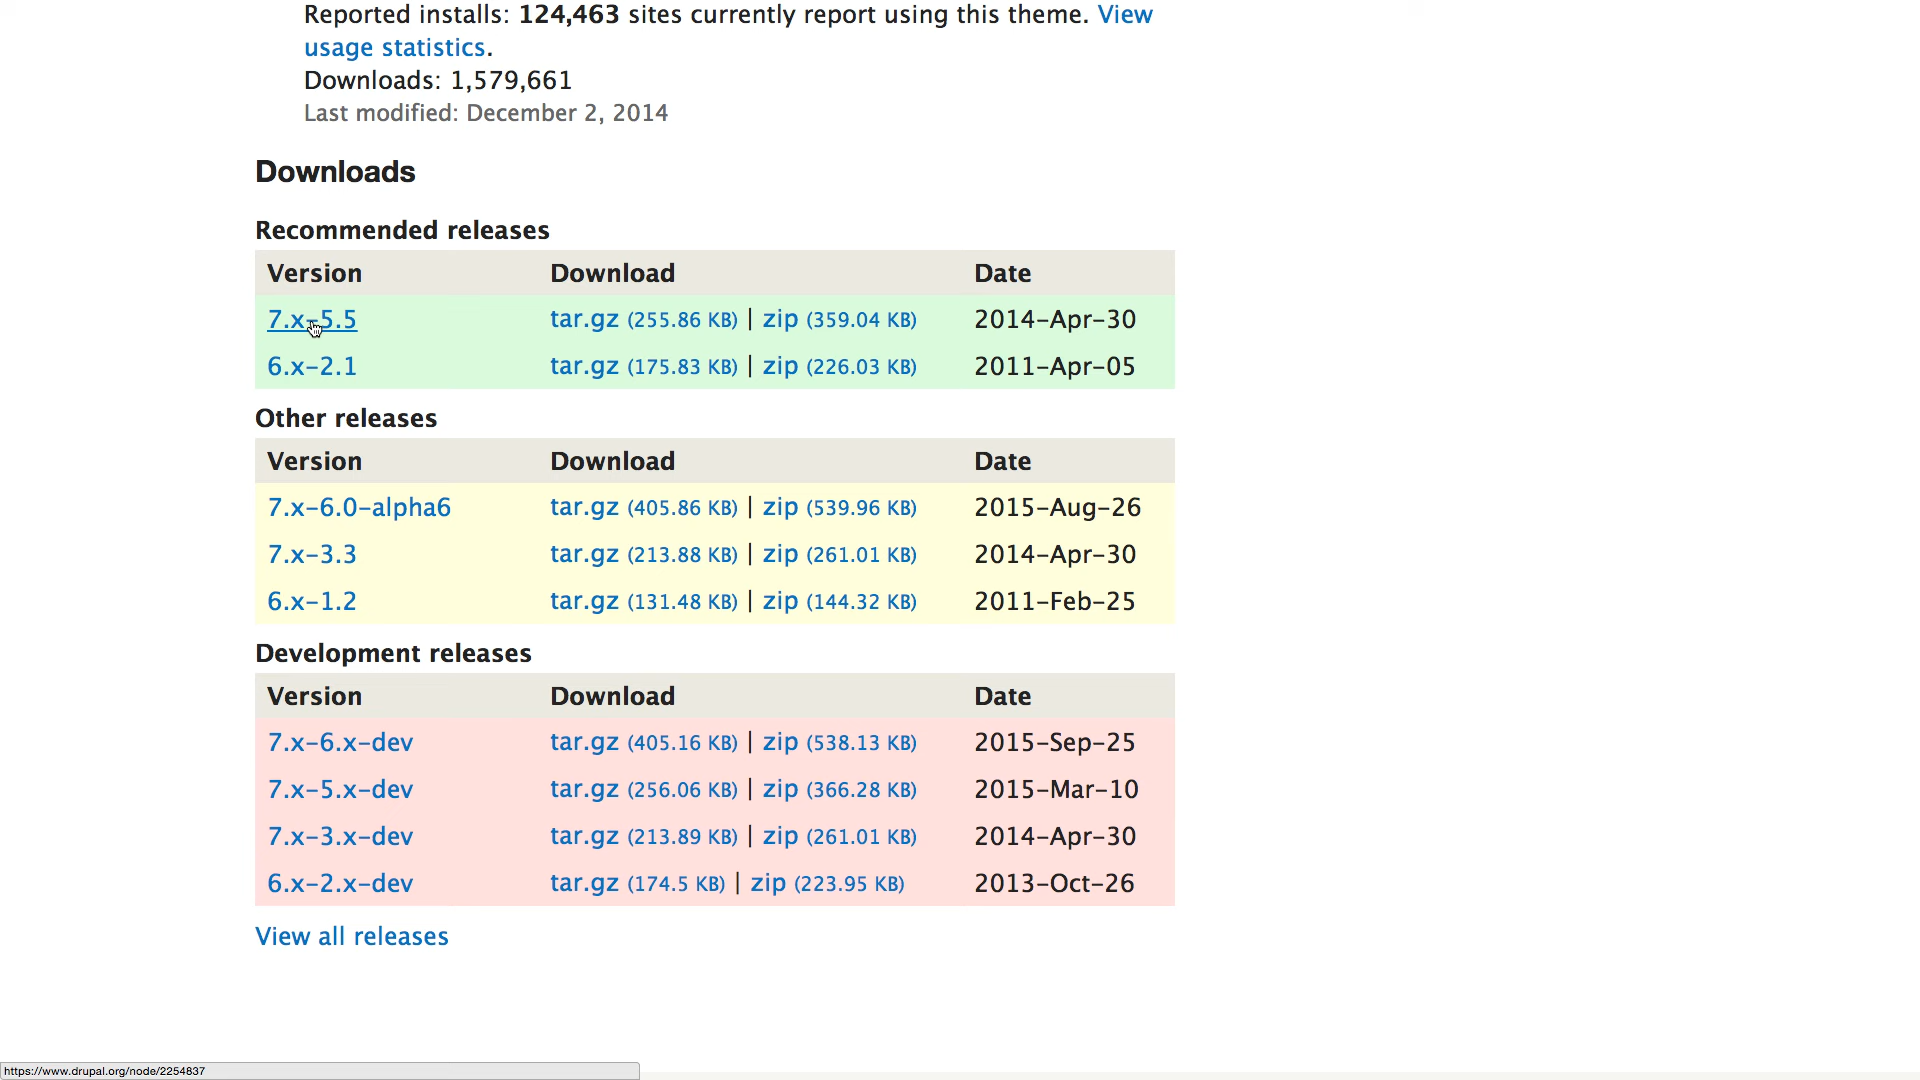 Reported installs: 124,463 sites currently report using this theme. View
usage statistics.
Downloads: 1,579,661
Last modified: December 2, 2014
Downloads
Recommended releases
Version Download Date
7.x-5.5 tar.gz (255.86 KB) | zip (359.04 KB) 2014-Apr-30
6.x-2.1 tar.gz (175.83 KB) | zip (226.03 KB) 2011-Apr-05
Other releases
Version Download Date
7.x-6.0-alpha6 tar.gz (405.86 KB) | zip (539.96 KB) 2015-Aug-26
7.x-3.3 tar.gz (213.88 KB) | zip (261.01 KB) 2014-Apr-30
6.x-1.2 tar.gz (131.48 KB) | zip (144.32 KB) 2011-Feb-25
Development releases
Version Download Date
7.x-6.x-dev tar.gz (405.16 KB) | zip (538.13 KB) 2015-Sep-25
7.x-5.x-dev tar.gz (256.06 KB) | zip (366.28 KB) 2015-Mar-10
7.x-3.x-dev tar.gz (213.89 KB) | zip (261.01 KB) 2014-Apr-30
6.x-2.x-dev tar.gz (174.5 KB) | zip (223.95 KB) 2013-Oct-26
View all releases
https://www.drupal.org/node/2254837